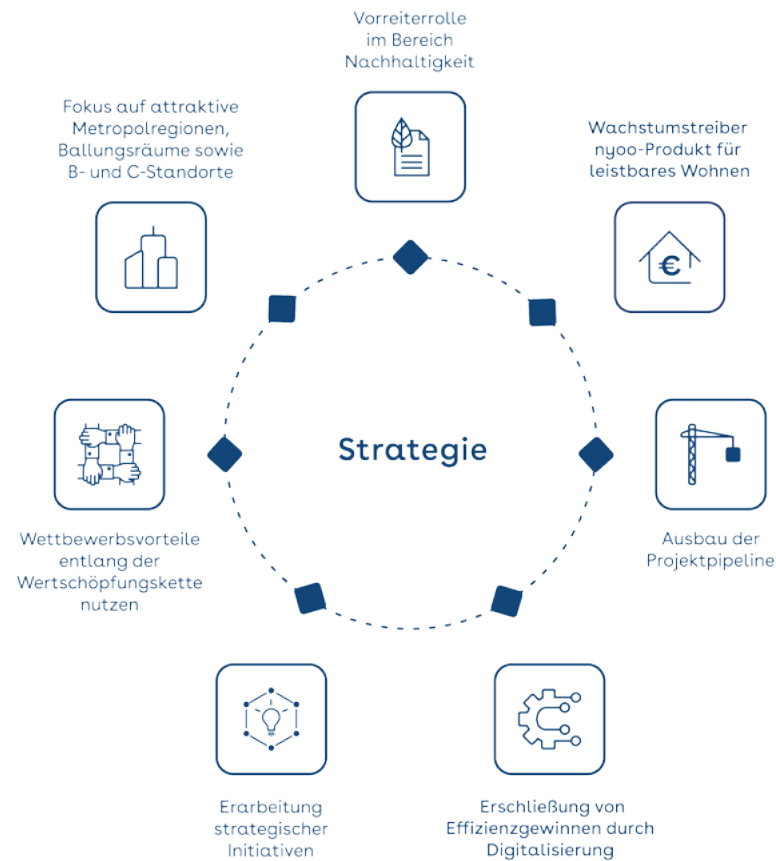 Vorreiterrolle
im Bereich
Nachhaltigkeit
Fokus auf attraktive
Metropolregionen,
Ballungsräume sowie
B- und C-Standorte
Wachstumstreiber
nyoo-Produkt für
leistbares Wohnen
€
Strategie
Wettbewerbsvorteile
entlang der
Wertschöpfungskette
nutzen
Ausbau der
Projektpipeline
Erarbeitung
strategischer
Initiativen
Erschließung von
Effizienzgewinnen durch
Digitalisierung